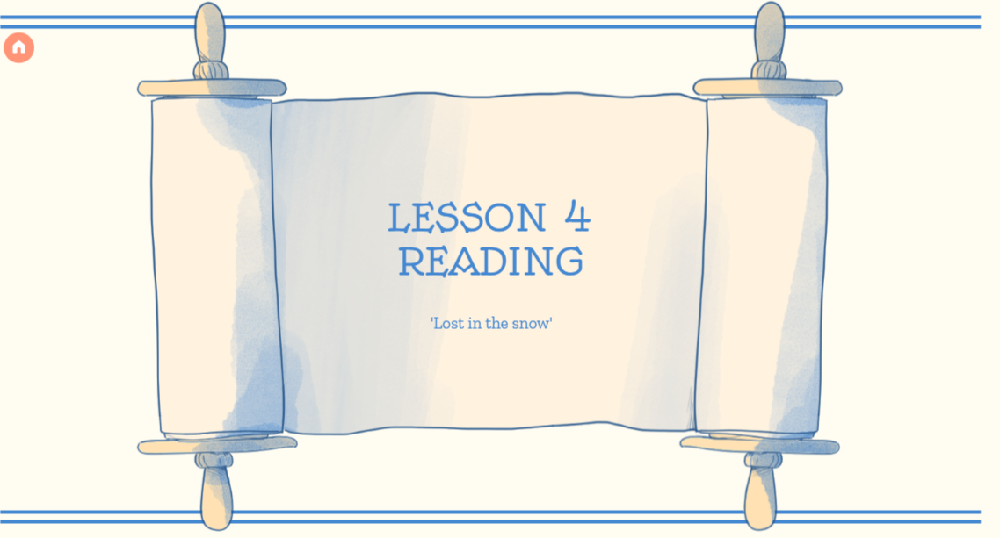 LESSON 4
READING
'Lost in the snow'